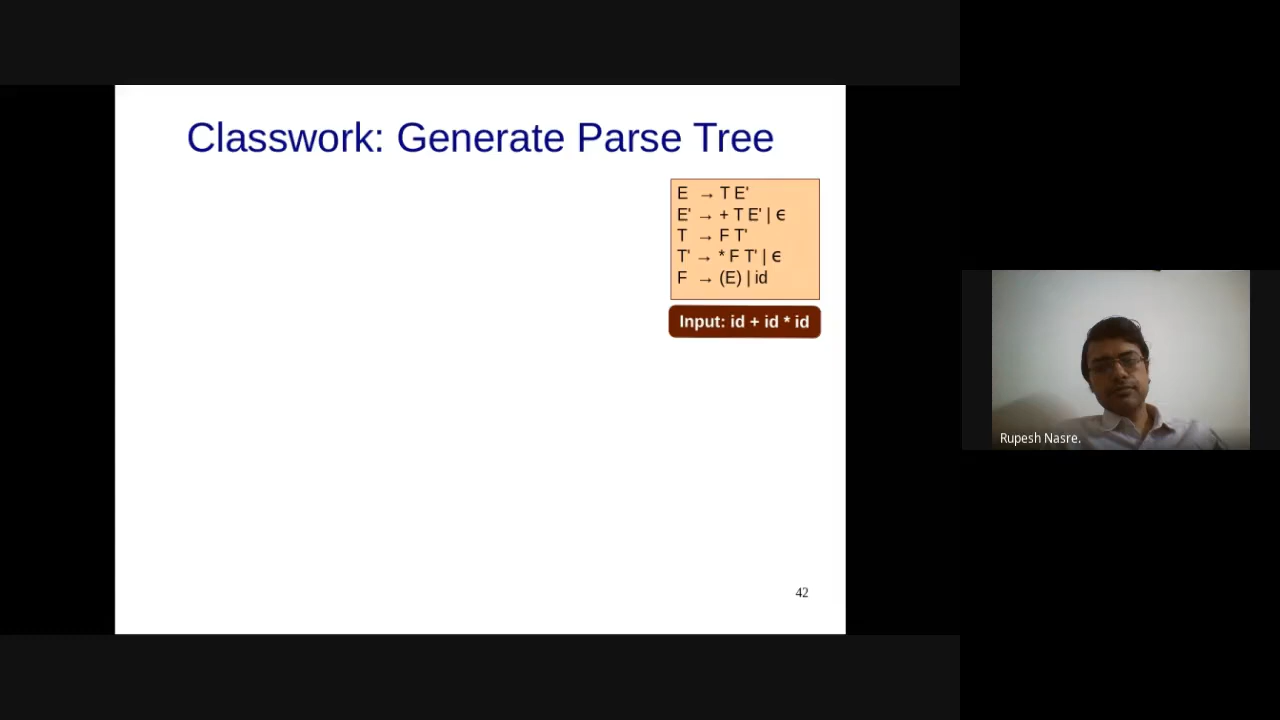 Classwork: Generate Parse Tree
E → T E'
E' → + T E' | ϵ
T → F T'
T' → * F T' | ϵ
F → (E) | id
Input: id + id * id
42
Rupesh Nasre.